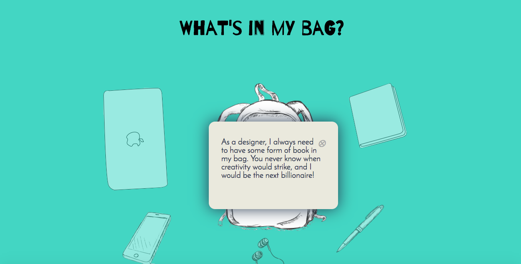 WHAT'S IN MY BAG?
As a designer, I always need
to have some form of book in
my bag. You never know when
creativity would strike, and I
would be the next billionaire!